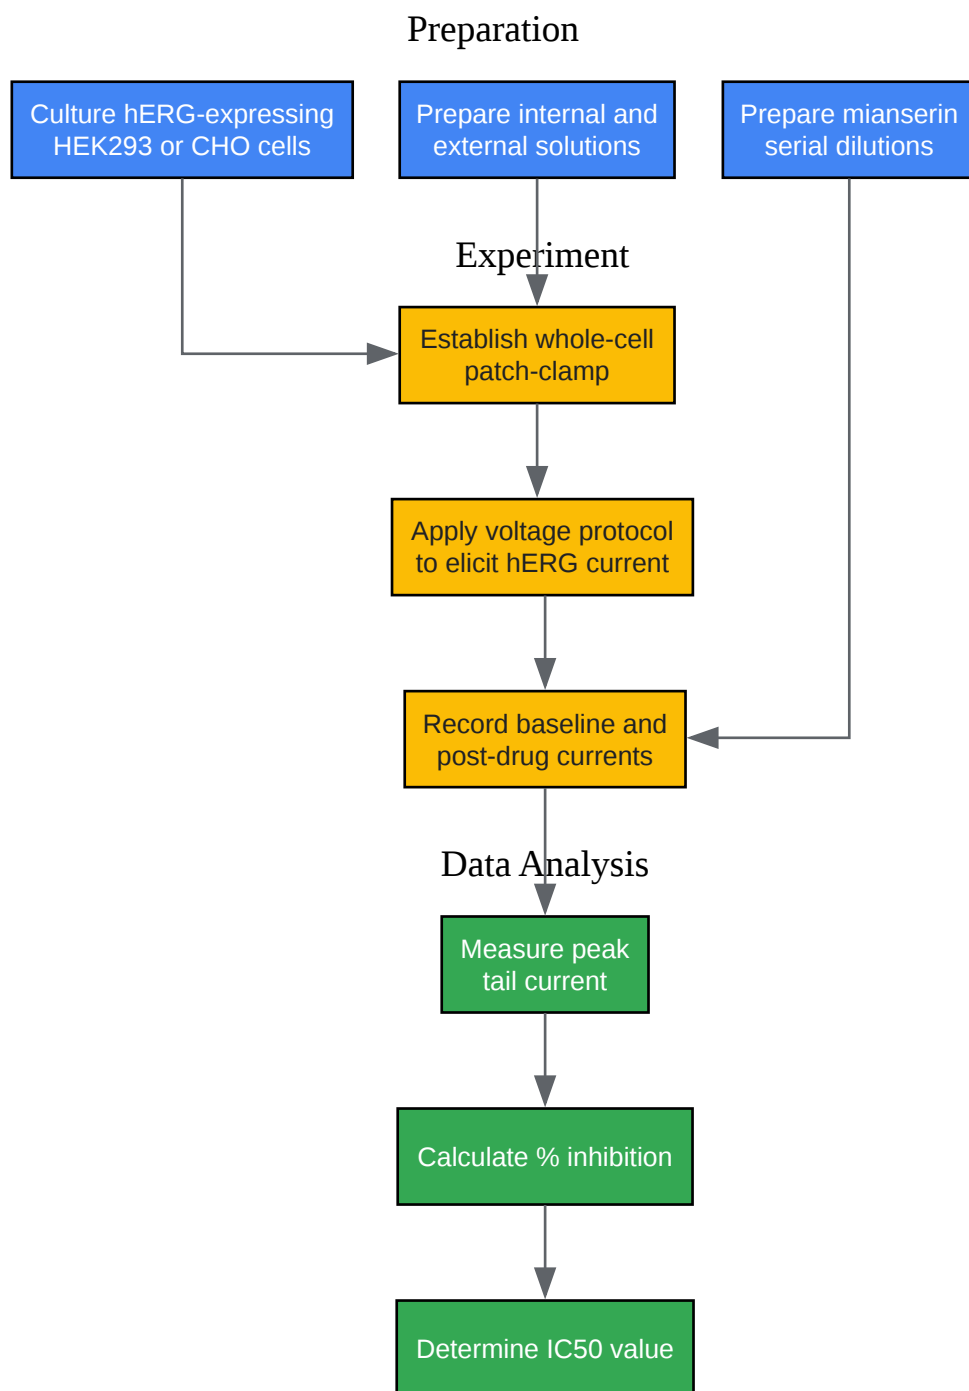 Preparation
Culture hERG-expressing
HEK293 or CHO cells
Prepare internal and
external solutions
Prepare mianserin
serial dilutions
Experiment
Establish whole-cell
patch-clamp
Apply voltage protocol
to elicit hERG current
Record baseline and
post-drug currents
Data Analysis
Measure peak
tail current
Calculate % inhibition
Determine IC50 value